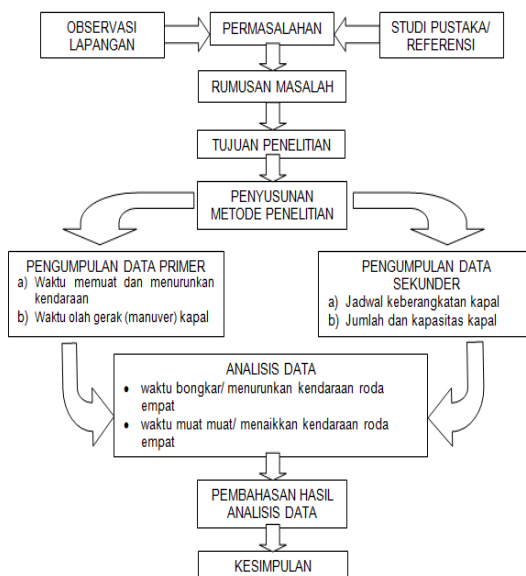 OBSERVASI
LAPANGAN
PERMASALAHAN
STUDI PUSTAKA/
REFERENSI
RUMUSAN MASALAH
TUJUAN PENELITIAN
PENYUSUNAN
METODE PENELITIAN
PENGUMPULAN DATA PRIMER
a) Waktu memuat dan menurunkan
kendaraan
b) Waktu olah gerak (manuver) kapal
PENGUMPULAN DATA
SEKUNDER
a) Jadwal keberangkatan kapal
b) Jumlah dan kapasitas kapal
ANALISIS DATA
• waktu bongkar/ menurunkan kendaraan roda
empat
• waktu muat muat/ menaikkan kendaraan roda
empat
PEMBAHASAN HASIL
ANALISIS DATA
KESIMPULAN